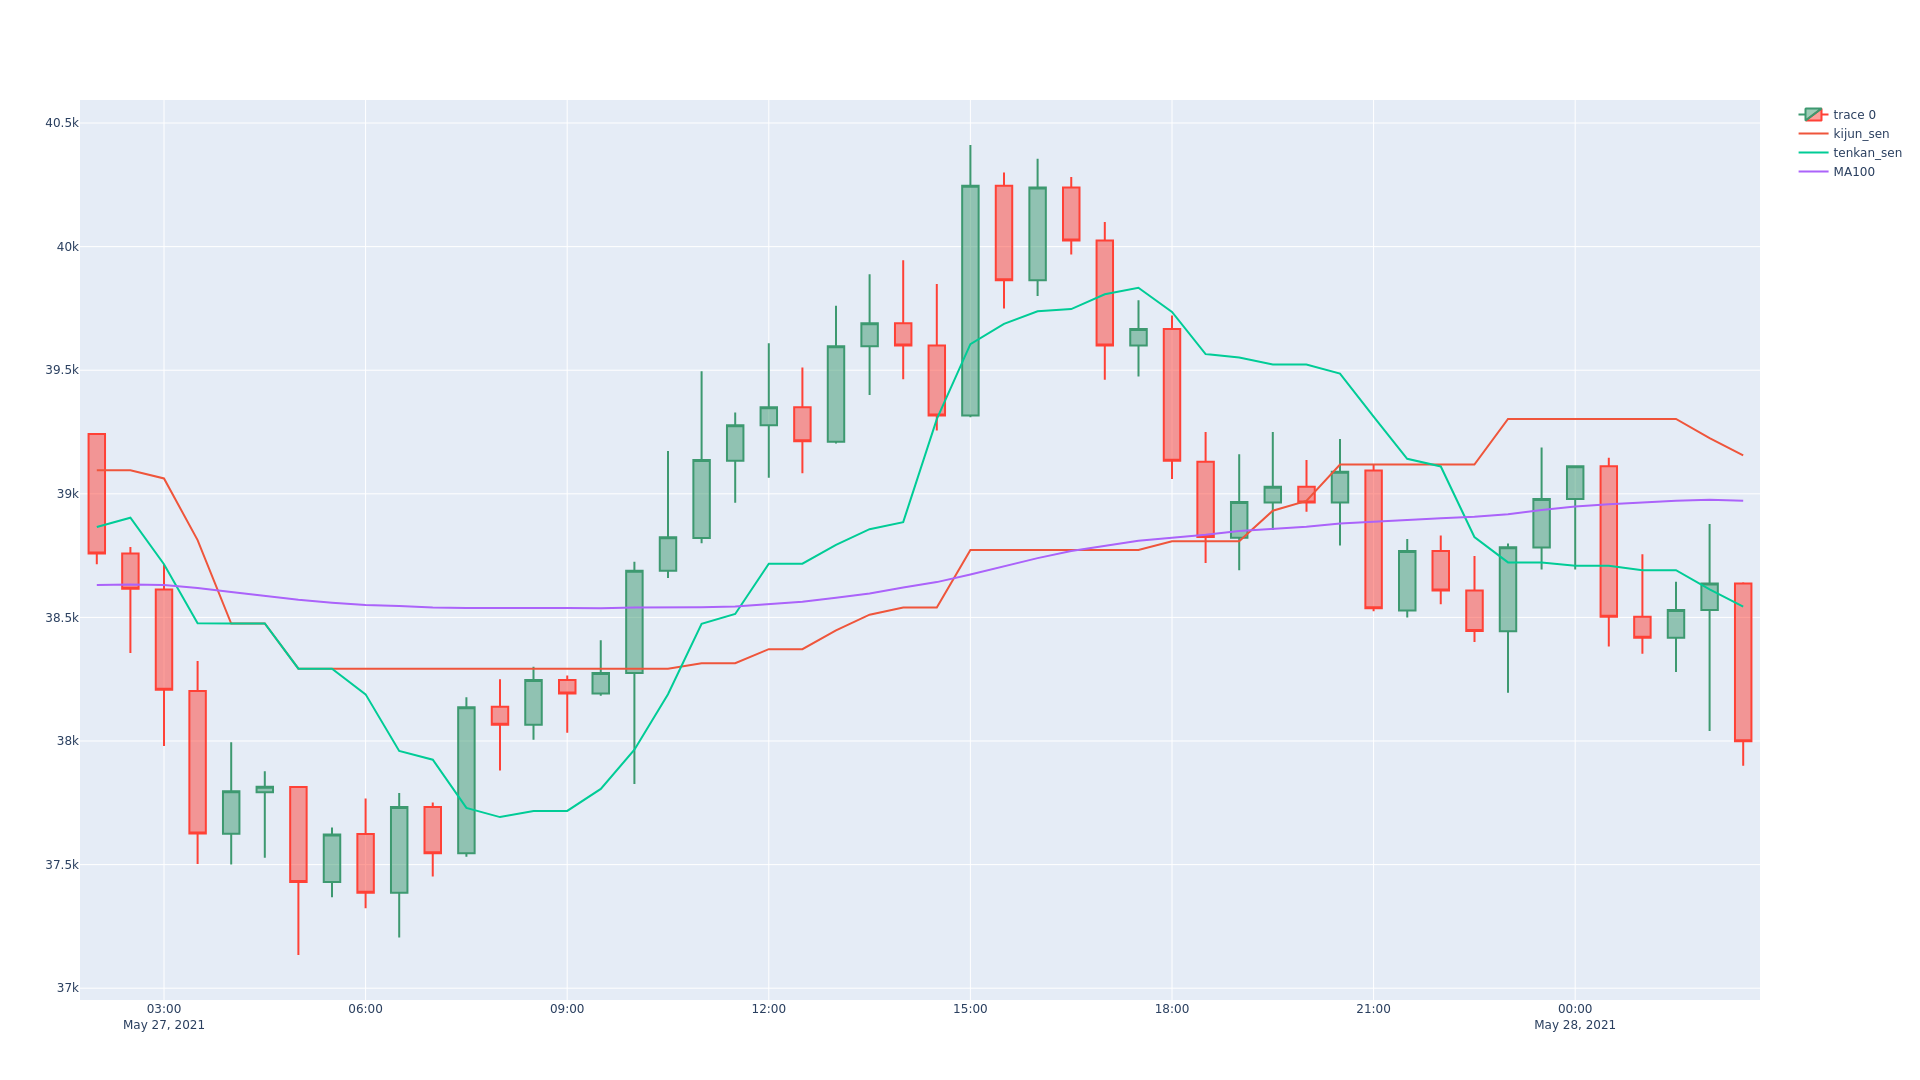 40.5k
40k
39.5k
39k
38.5k
38k
37.5k
37k
03:00
May 27, 2021
06:00
09:00
12:00
15:00
18:00
21:00
00:00
May 28, 2021
trace 0
kijun_sen
tenkan_sen
MA100